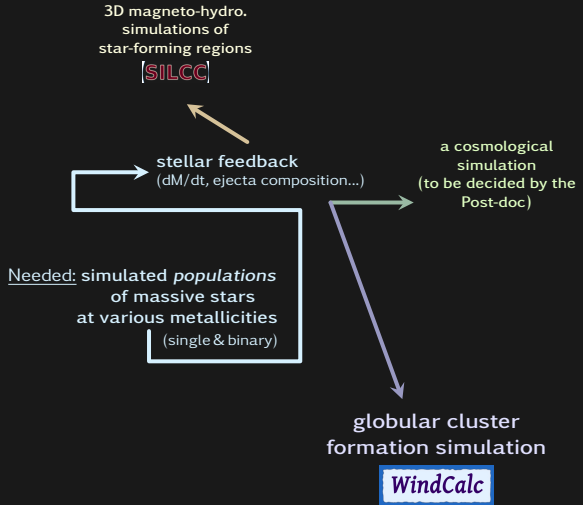 3D magneto-hydro.
simulations of
star-forming regions
[SILCC]
stellar feedback
(dM/dt, ejecta composition...)
a cosmological
simulation
(to be decided by the
Post-doc)
Needed: simulated populations
of massive stars
at various metallicities
(single & binary)
globular cluster
formation simulation
WindCalc